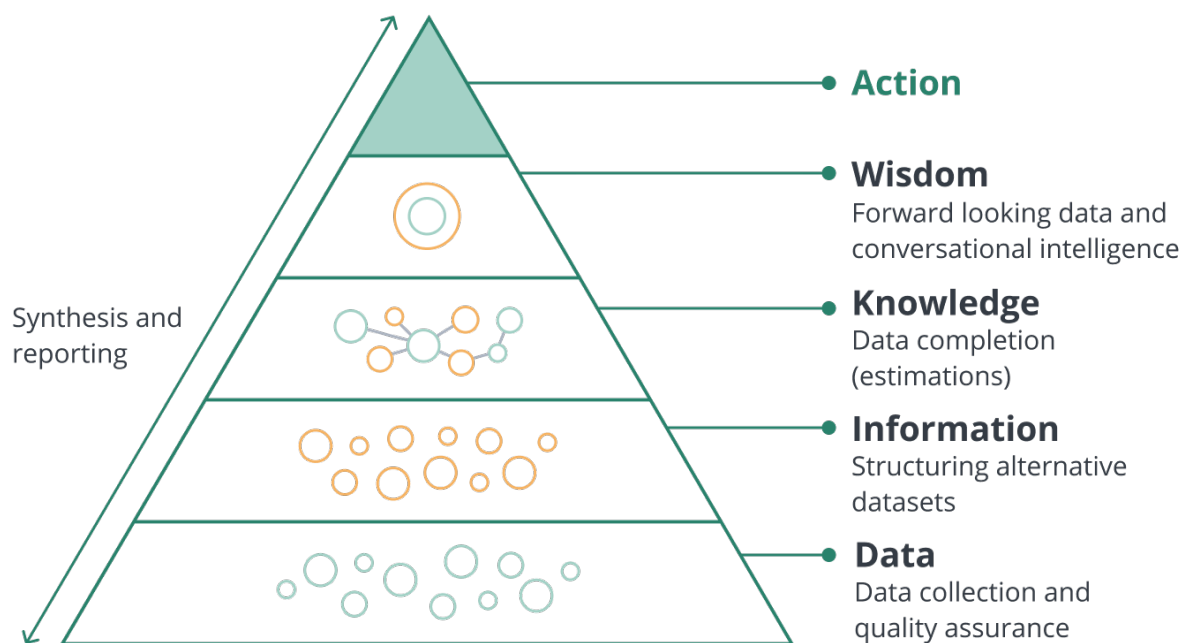 Action
Wisdom
Forward looking data and
conversational intelligence
Synthesis and
reporting
Knowledge
Data completion
(estimations)
Information
Structuring alternative
datasets
Data
Data collection and
quality assurance